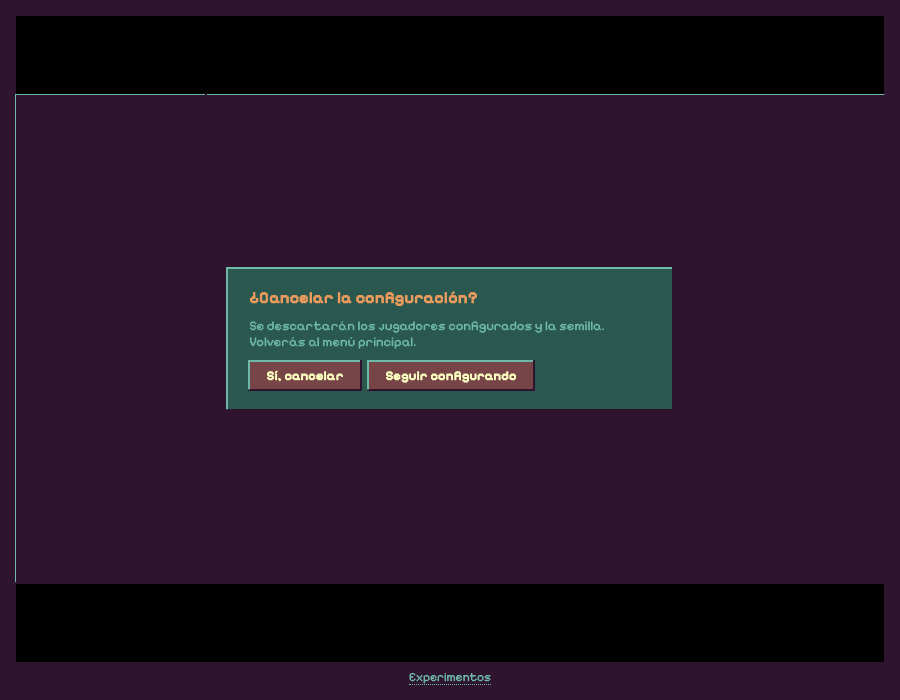 ¿Cancelar la configuración?
Se descartarán los jugadores configurados y la semilla.
Volverás al menú principal.
Sí, cancelar
Seguir configurando
Experimentos